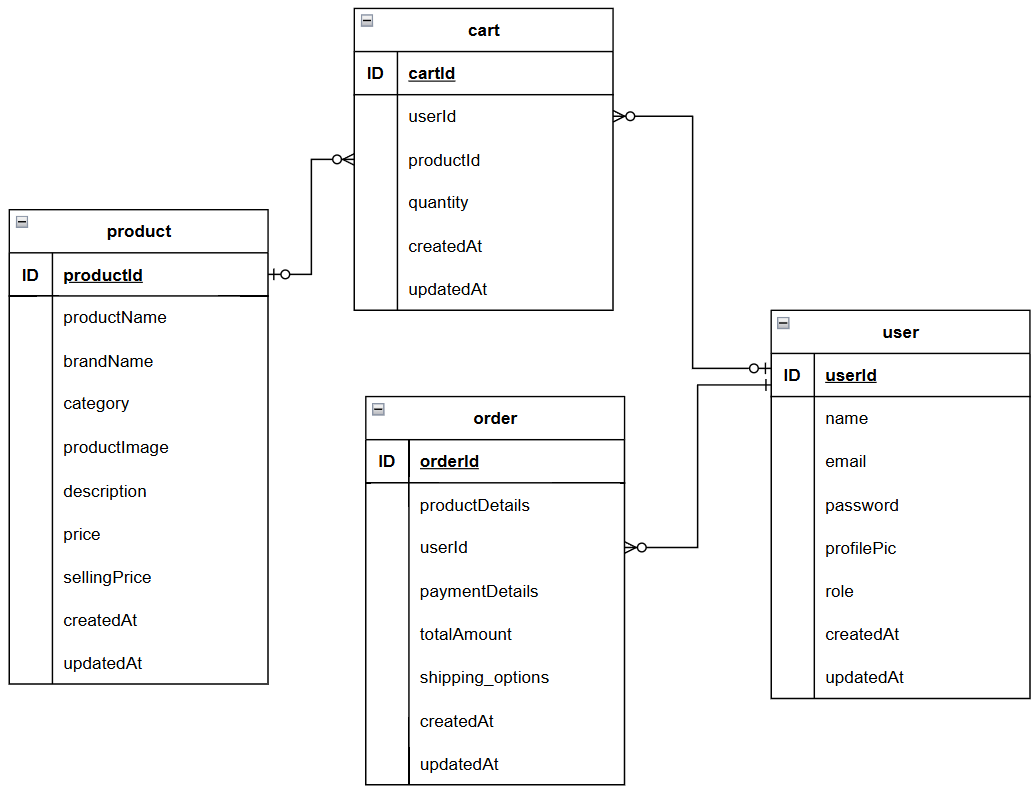 cart
ID cartId
userId
productId
quantity
createdAt
updatedAt
product
ID productId
productName
brandName
category
productImage
description
price
sellingPrice
createdAt
updatedAt
order
ID orderId
productDetails
userId
paymentDetails
totalAmount
shipping_options
createdAt
updatedAt
user
ID userId
name
email
password
profilePic
role
createdAt
updatedAt